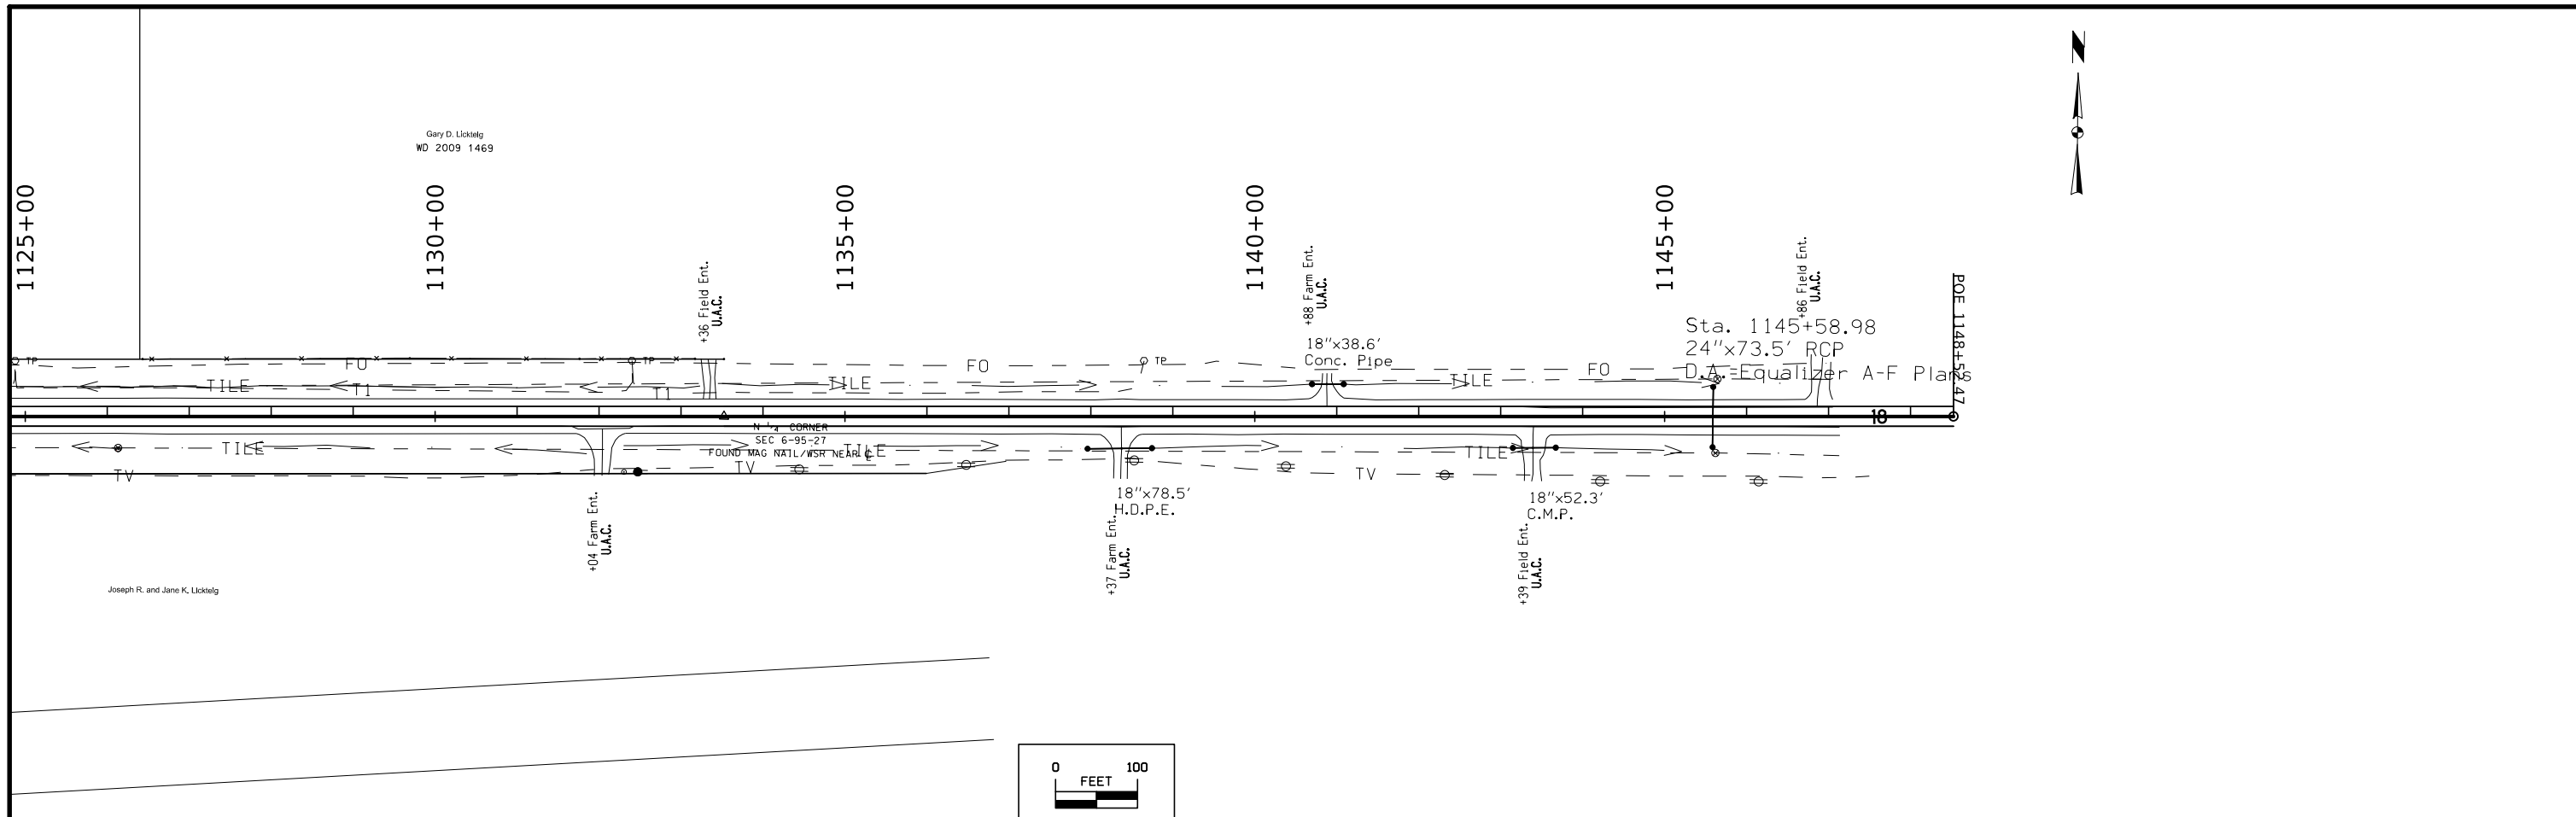 Gary D. Licktelg
WD 2009 1469
1125+00
1130+00
1135+00
1140+00
1145+00
+36 Field Ent.
U.A.C.
+88 Farm Ent.
U.A.C.
+86 Field Ent.
U.A.C.
POE 1148+52.47
18"x38.6'
Conc. Pipe
Sta. 1145+58.98
24"x73.5' RCP
D.A.=Equalizer A-F Plans
TP
FO
TP
TP
FO
FO
TILE
T1
T1
TILE
TILE
18
N 1/4 CORNER
SEC 6-95-27
FOUND MAG NAIL/WSR NEAR ℄
TILE
TILE
TILE
TV
TV
TV
18"x78.5'
H.D.P.E.
18"x52.3'
C.M.P.
+04 Farm Ent.
U.A.C.
+37 Farm Ent.
U.A.C.
+39 Field Ent.
U.A.C.
Joseph R. and Jane K. Licktelg
N
0 100
FEET